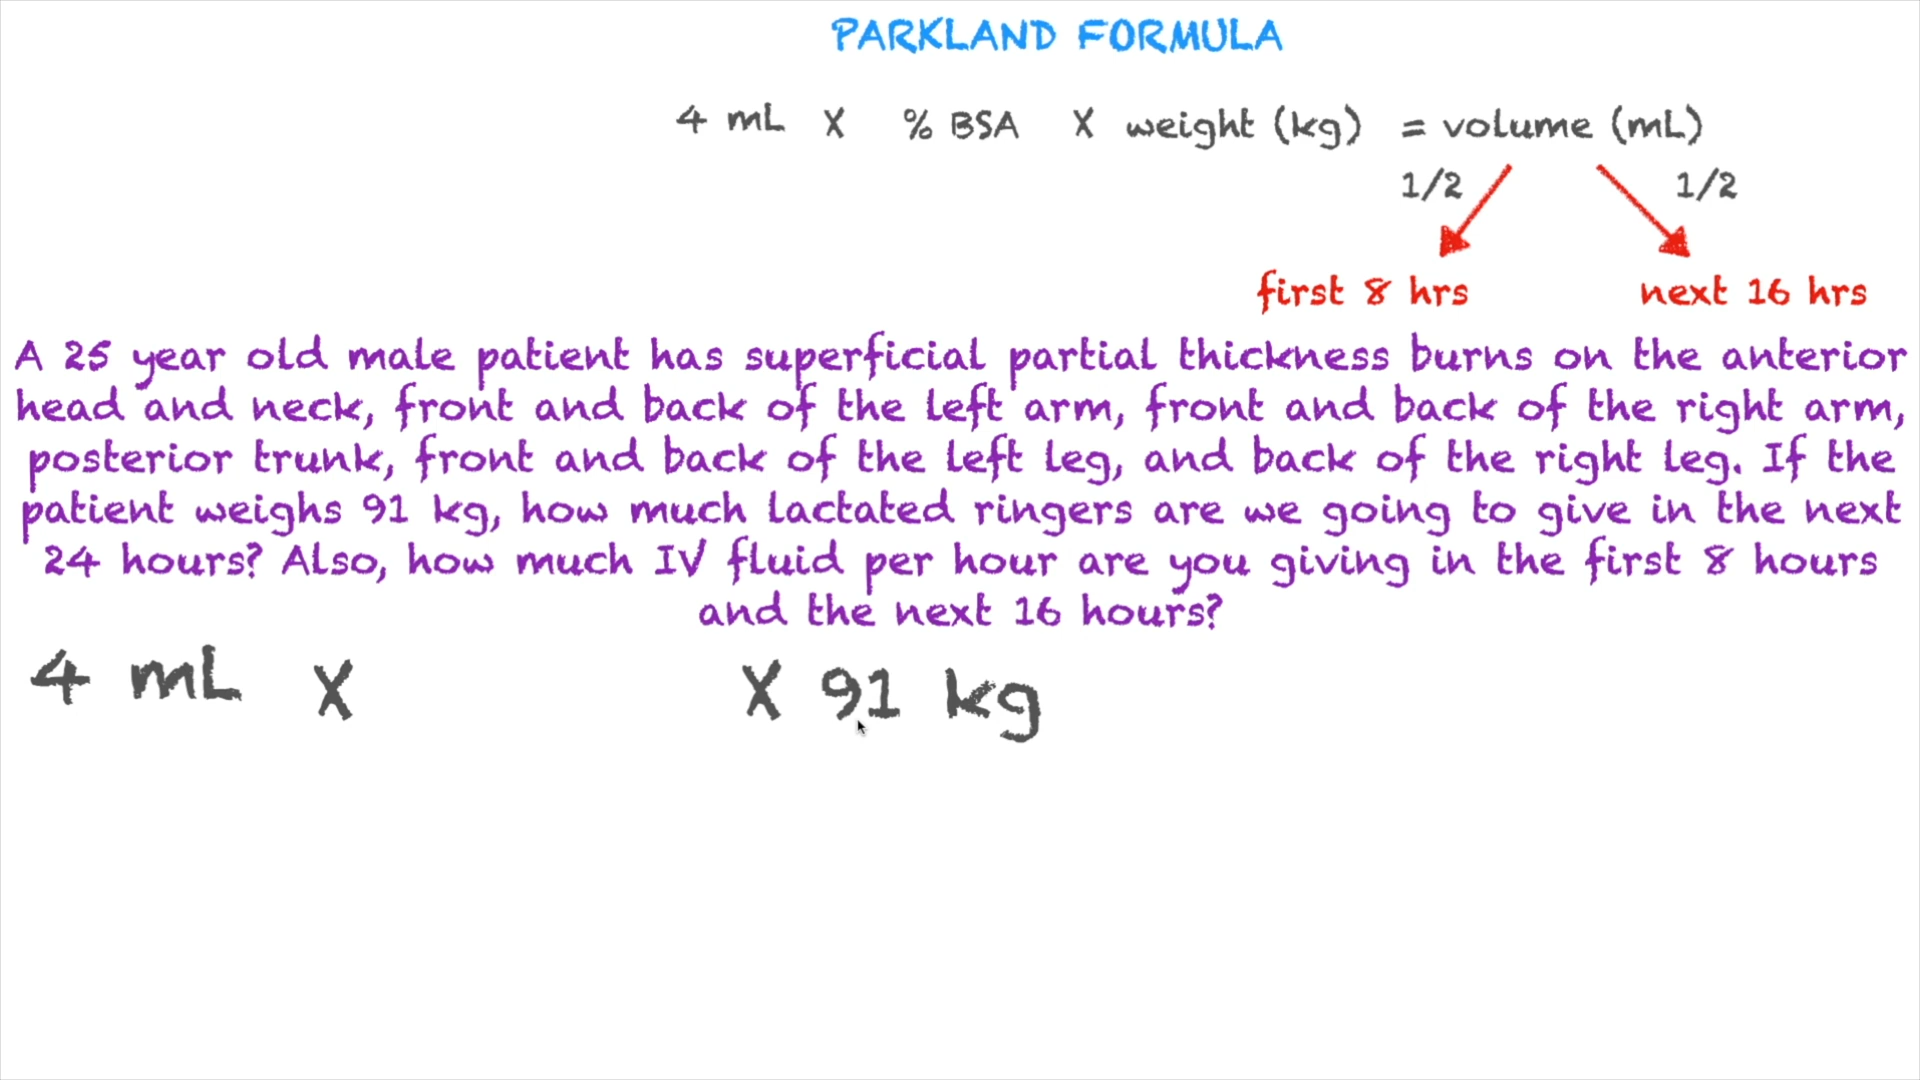 PARKLAND FORMULA
4 mL X % BSA X weight (kg) = volume (mL)
1/2 1/2
first 8 hrs next 16 hrs
A 25 year old male patient has superficial partial thickness burns on the anterior
head and neck, front and back of the left arm, front and back of the right arm,
posterior trunk, front and back of the left leg, and back of the right leg. If the
patient weighs 91 kg, how much lactated ringers are we going to give in the next
24 hours? Also, how much IV fluid per hour are you giving in the first 8 hours
and the next 16 hours?
4 mL X X 91 kg